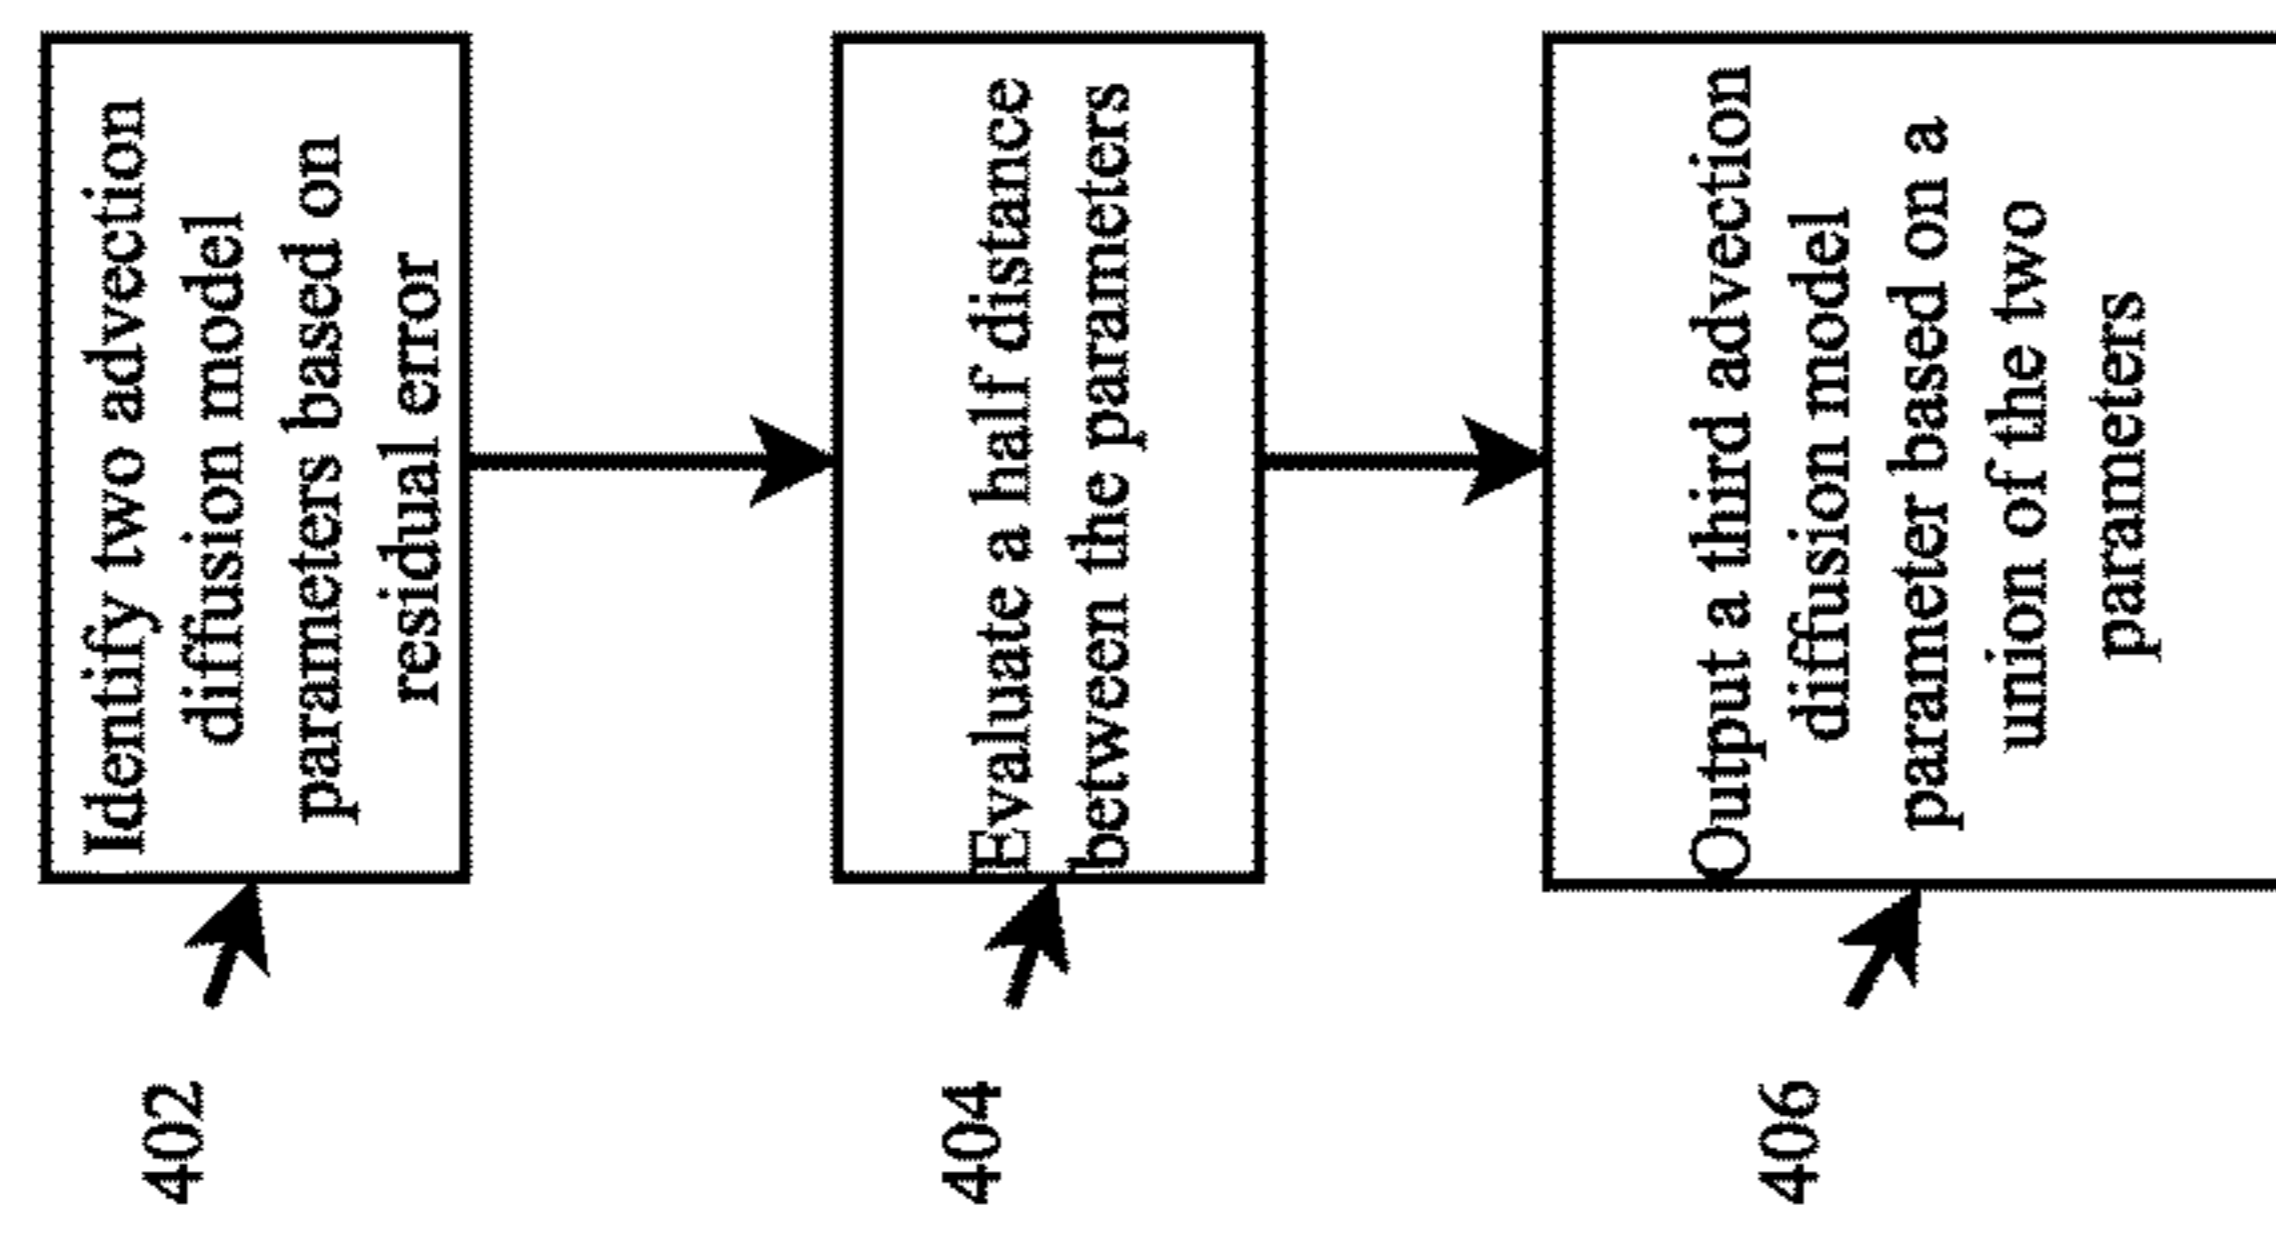 402
Identify two advection
diffusion model
parameters based on
residual error
404
Evaluate a half distance
between the parameters
406
Output a third advection
diffusion model
parameter based on a
union of the two
parameters